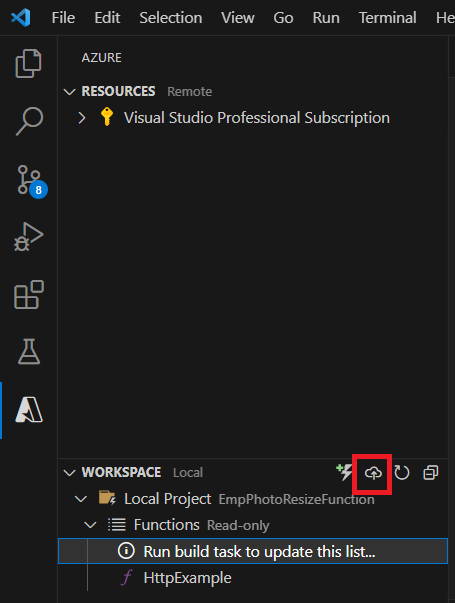 File Edit Selection View Go Run Terminal He
AZURE
RESOURCES Remote
Visual Studio Professional Subscription
8
WORKSPACE Local
Local Project EmpPhotoResizeFunction
Functions Read-only
Run build task to update this list...
HttpExample